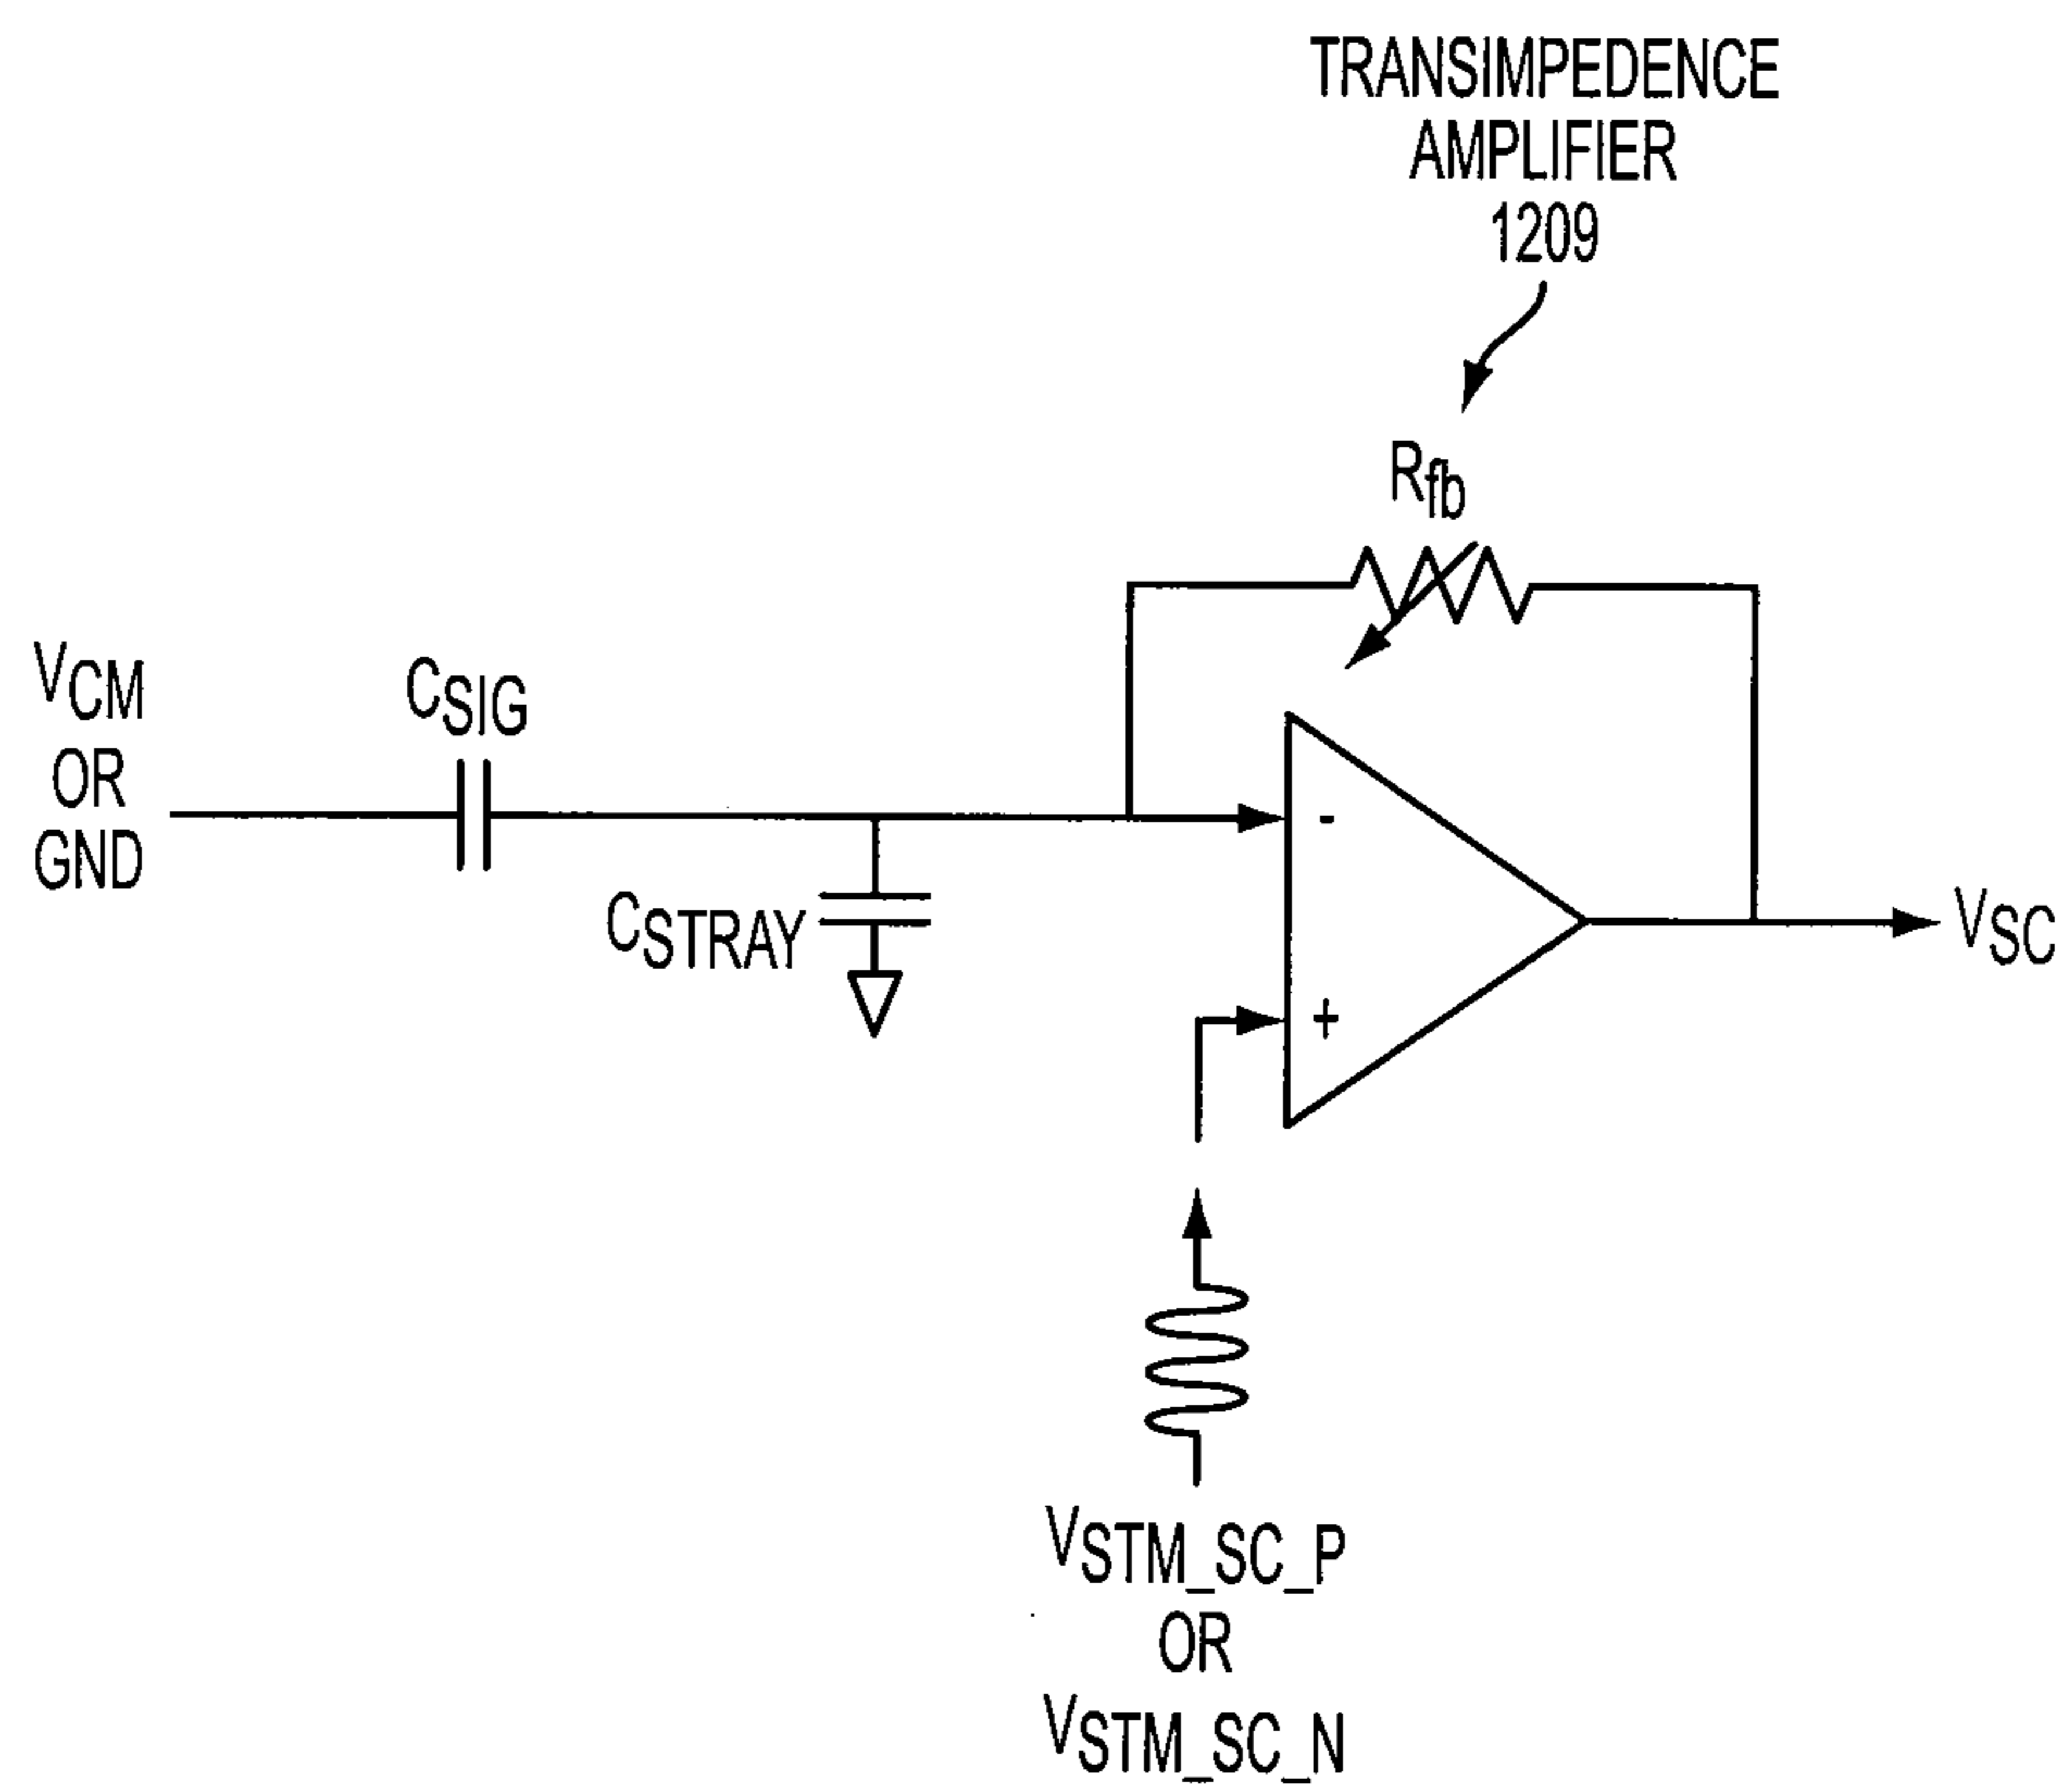 TRANSIMPEDENCE
AMPLIFIER
1209
Rfb
VCM
OR
GND
CSIG
CSTRAY
-
+
VSC
VSTM_SC_P
OR
VSTM_SC_N